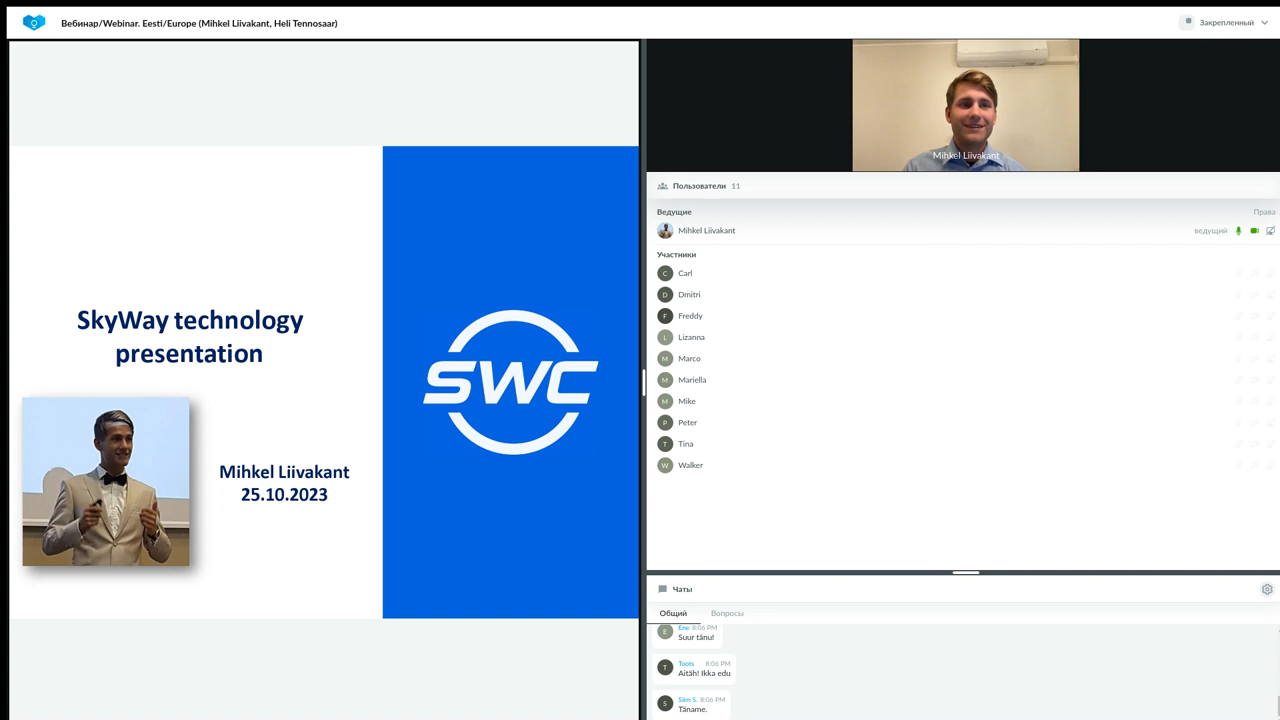 Вебинар/Webinar. Eesti/Europe (Mihkel Liivakant, Heli Tennosaar)
Закрепленный
SkyWay technology
presentation
Mihkel Liivakant
25.10.2023
SWC
Mihkel Liivakant
Пользователи 11
Ведущие Права
Mihkel Liivakant ведущий
Участники
C Carl
D Dmitri
F Freddy
L Lizanna
M Marco
M Mariella
M Mike
P Peter
T Tina
W Walker
Чаты
Общий Вопросы
E Ene 8:06 PM
Suur tänu!
T Toots 8:06 PM
Aitäh! Ikka edu
S Siim S. 8:06 PM
Täname.